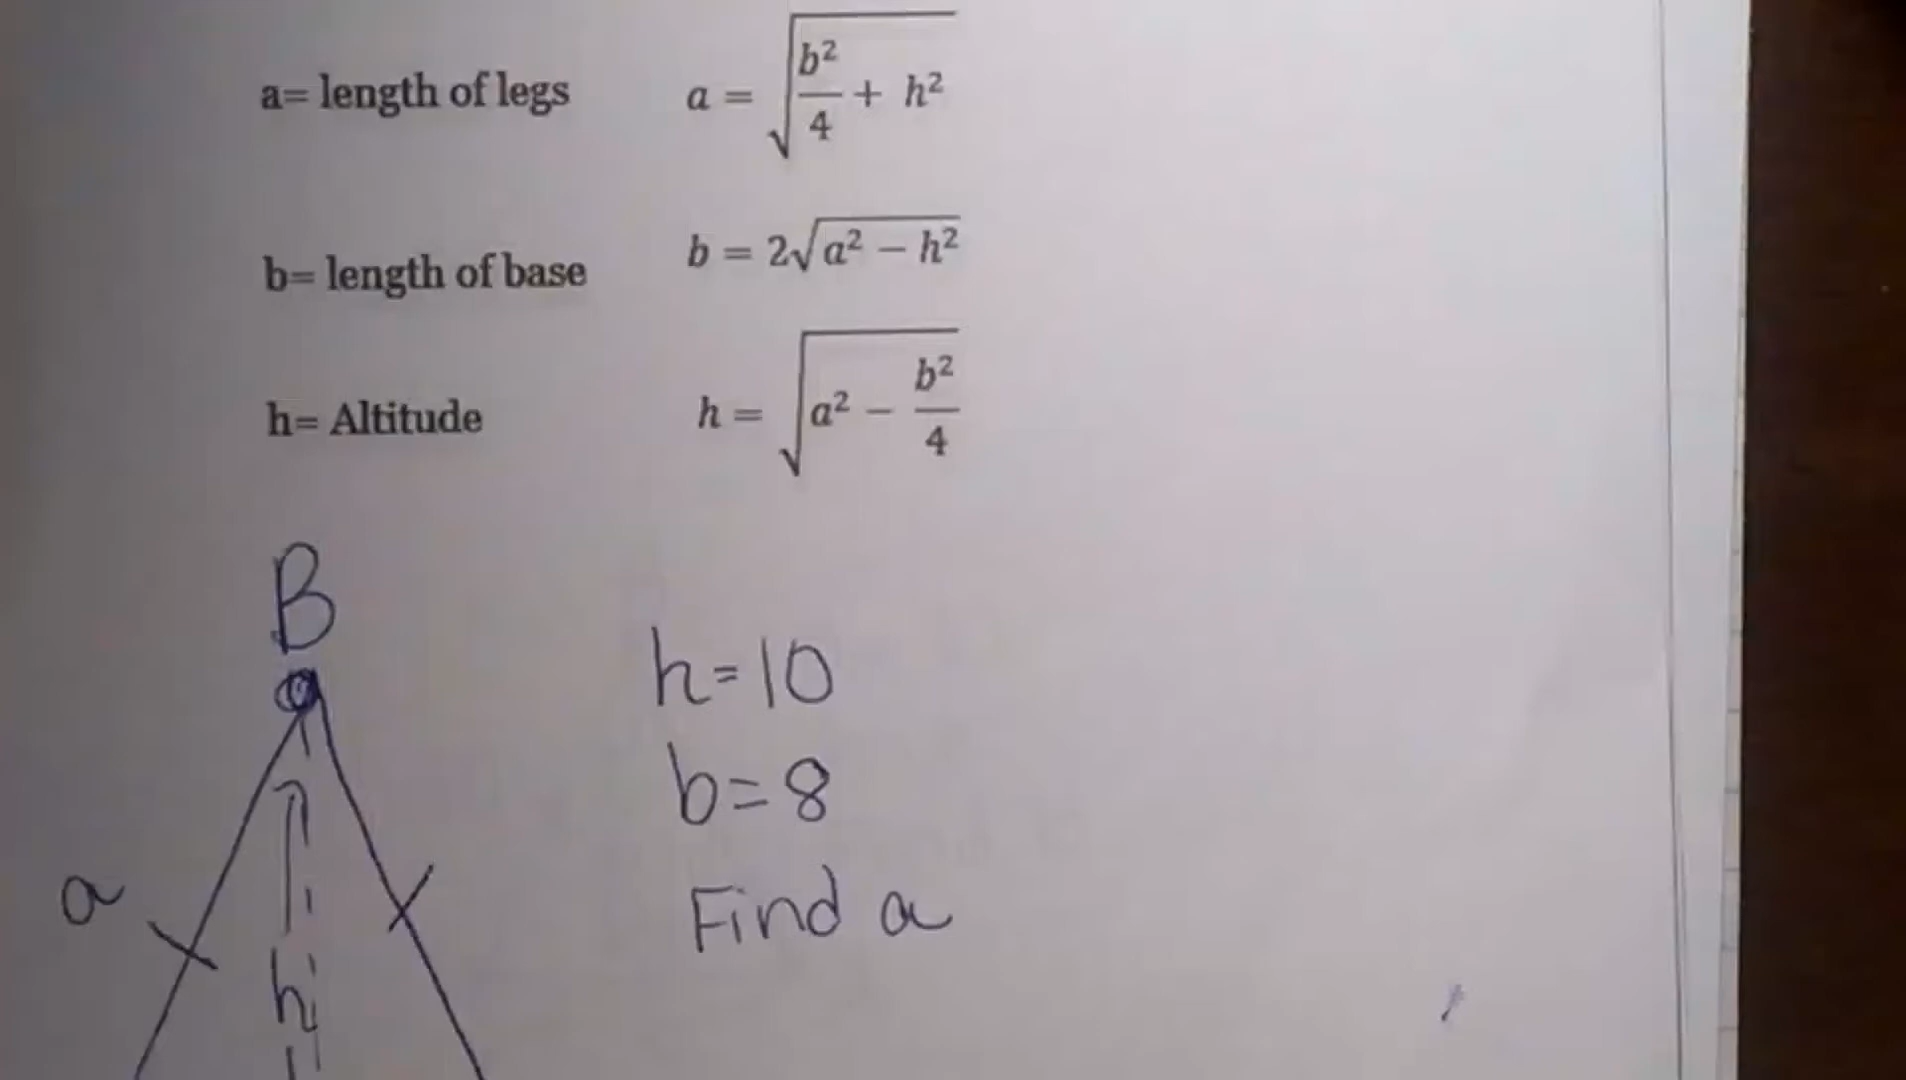 a= length of legs a = √(b²/4 + h²)
b= length of base b = 2√(a² − h²)
h= Altitude h = √(a² − b²/4)
B
h=10
b=8
Find a
a
h